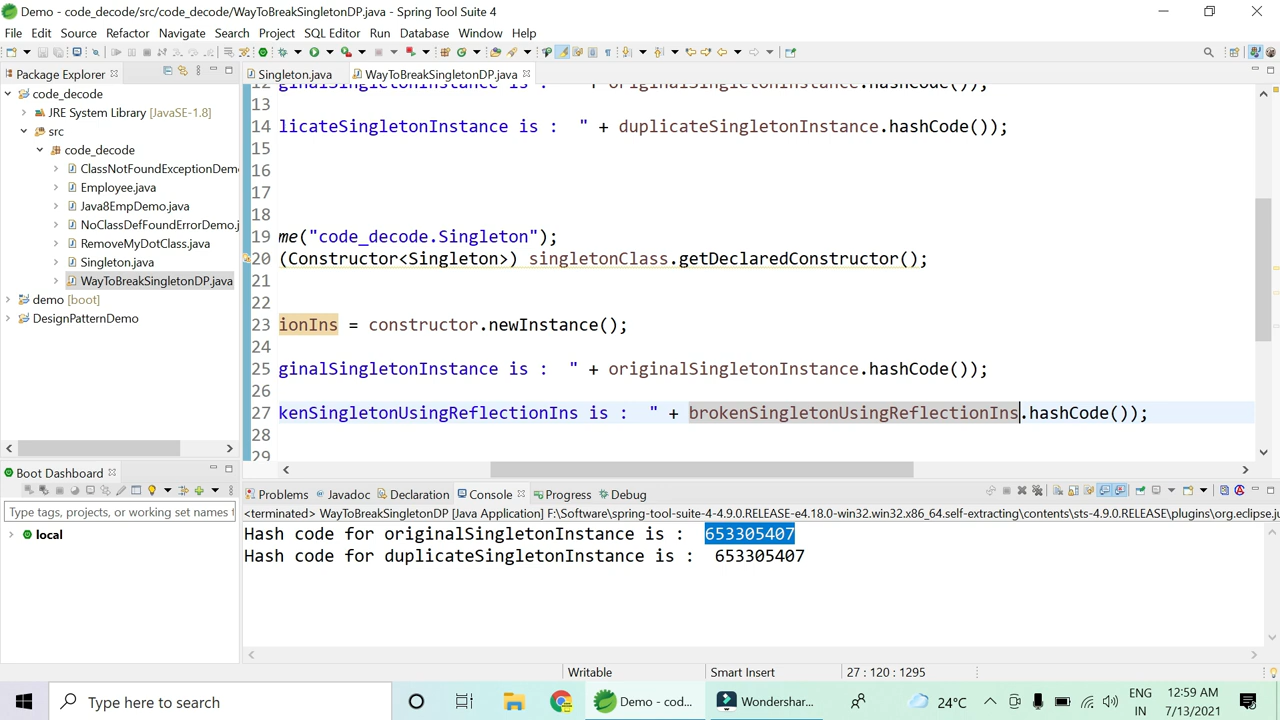 Demo - code_decode/src/code_decode/WayToBreakSingletonDP.java - Spring Tool Suite 4
File Edit Source Refactor Navigate Search Project SQL Editor Run Database Window Help
Package Explorer
Singleton.java
WayToBreakSingletonDP.java
code_decode
JRE System Library [JavaSE-1.8]
src
code_decode
ClassNotFoundExceptionDem
Employee.java
Java8EmpDemo.java
NoClassDefFoundErrorDemo.j
RemoveMyDotClass.java
Singleton.java
WayToBreakSingletonDP.java
demo [boot]
DesignPatternDemo
12 ginalSingletonInstance is :  " + originalSingletonInstance.hashCode());
13
14 licateSingletonInstance is :  " + duplicateSingletonInstance.hashCode());
15
16
17
18
19 me("code_decode.Singleton");
20 (Constructor<Singleton>) singletonClass.getDeclaredConstructor();
21
22
23 ionIns = constructor.newInstance();
24
25 ginalSingletonInstance is :  " + originalSingletonInstance.hashCode());
26
27 kenSingletonUsingReflectionIns is :  " + brokenSingletonUsingReflectionIns.hashCode());
28
29
Boot Dashboard
Type tags, projects, or working set names t
local
Problems Javadoc Declaration Console Progress Debug
<terminated> WayToBreakSingletonDP [Java Application] F:\Software\spring-tool-suite-4-4.9.0.RELEASE-e4.18.0-win32.win32.x86_64.self-extracting\contents\sts-4.9.0.RELEASE\plugins\org.eclipse.ju
Hash code for originalSingletonInstance is :  653305407
Hash code for duplicateSingletonInstance is :  653305407
Writable Smart Insert 27 : 120 : 1295
Type here to search
Demo - cod...
Wondershar...
24°C
ENG
IN
12:59 AM
7/13/2021